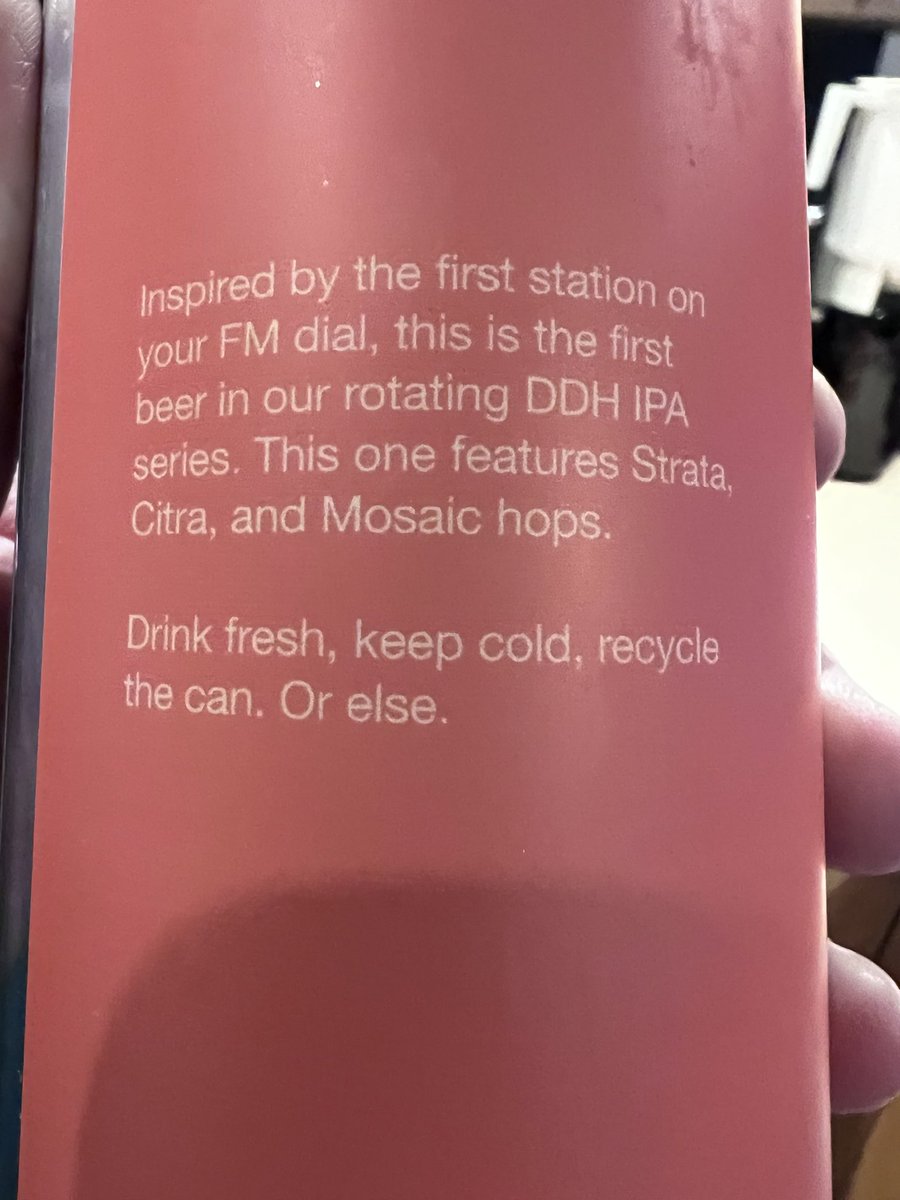 Inspired by the first station on
your FM dial, this is the first
beer in our rotating DDH IPA
series. This one features Strata,
Citra, and Mosaic hops.
Drink fresh, keep cold, recycle
the can. Or else.